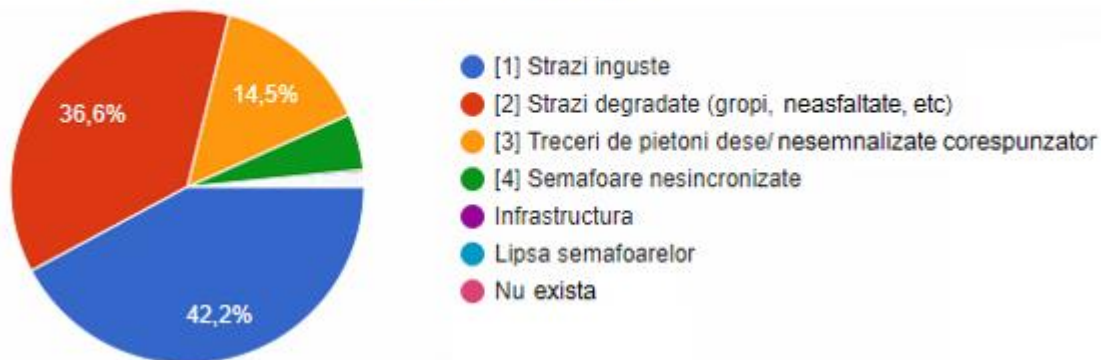 36,6%
14,5%
42,2%
[1] Strazi inguste
[2] Strazi degradate (gropi, neasfaltate, etc)
[3] Treceri de pietoni dese/ nesemnalizate corespunzator
[4] Semafoare nesincronizate
Infrastructura
Lipsa semafoarelor
Nu exista